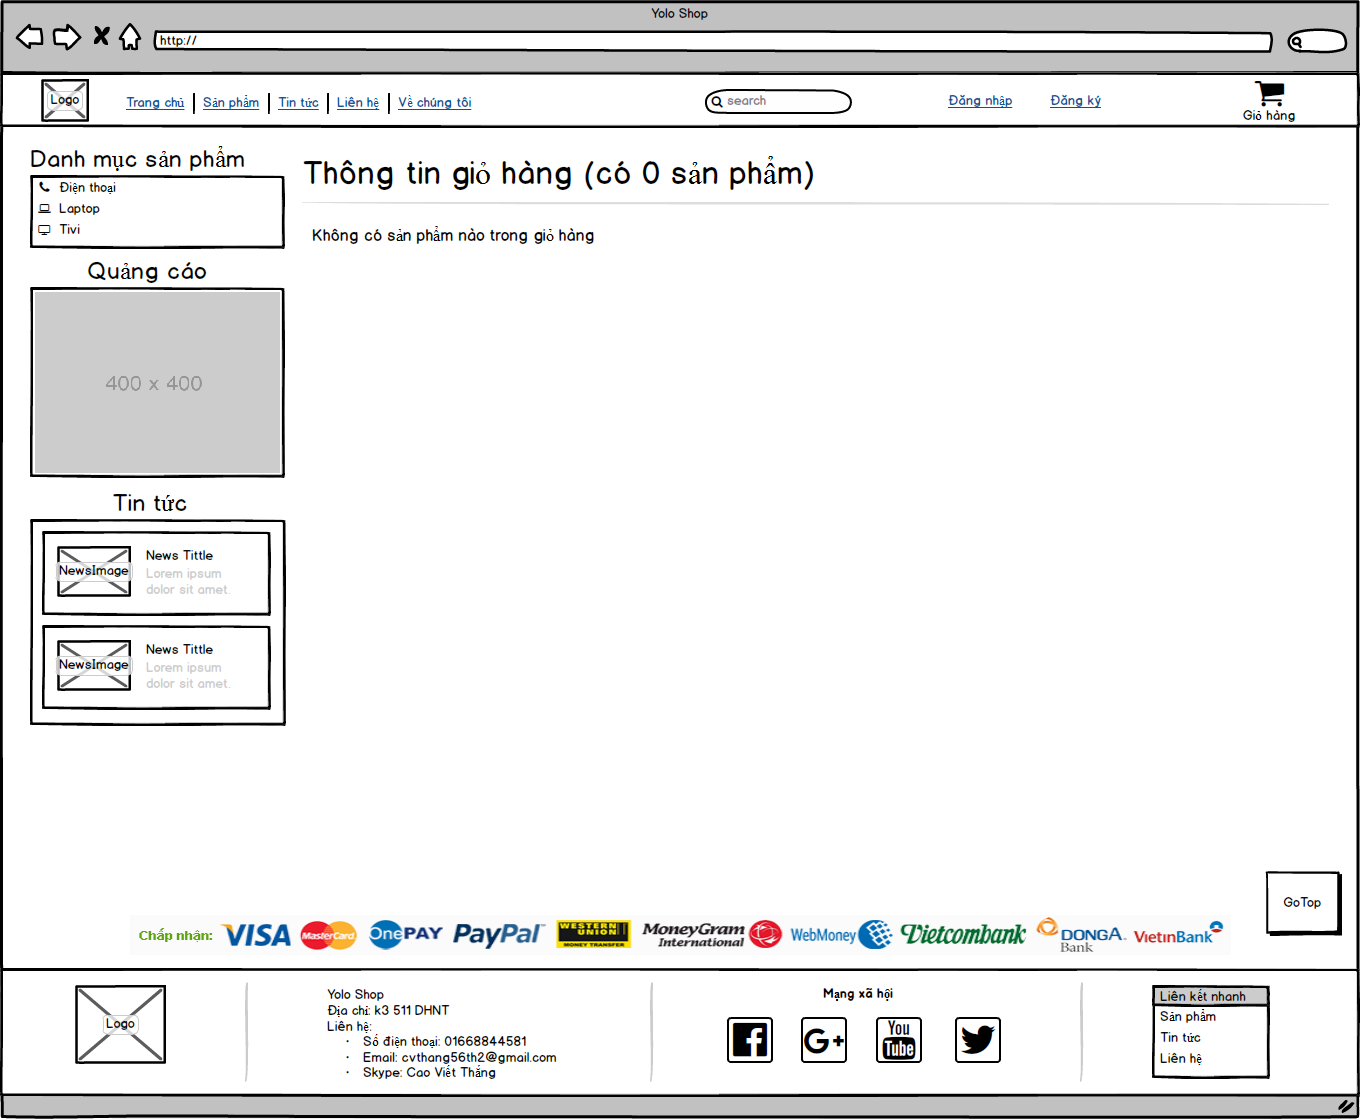 Yolo Shop
http://
Logo
Trang chủ
Sản phẩm
Tin tức
Liên hệ
Về chúng tôi
search
Đăng nhập
Đăng ký
Giỏ hàng
Danh mục sản phẩm
Điện thoại
Laptop
Tivi
Quảng cáo
400 x 400
Tin tức
NewsImage
News Tittle
Lorem ipsum
dolor sit amet.
NewsImage
News Tittle
Lorem ipsum
dolor sit amet.
Thông tin giỏ hàng (có 0 sản phẩm)
Không có sản phẩm nào trong giỏ hàng
GoTop
Chấp nhận:
VISA
MasterCard
OnePAY
PayPal
WESTERN
UNION
MONEY TRANSFER
MoneyGram
International
WebMoney
Vietcombank
DONGA
Bank
VietinBank
Logo
Yolo Shop
Địa chỉ: k3 511 DHNT
Liên hệ:
· Số điện thoại: 01668844581
· Email: cvthang56th2@gmail.com
· Skype: Cao Viết Thắng
Mạng xã hội
G+
You
Tube
Liên kết nhanh
Sản phẩm
Tin tức
Liên hệ